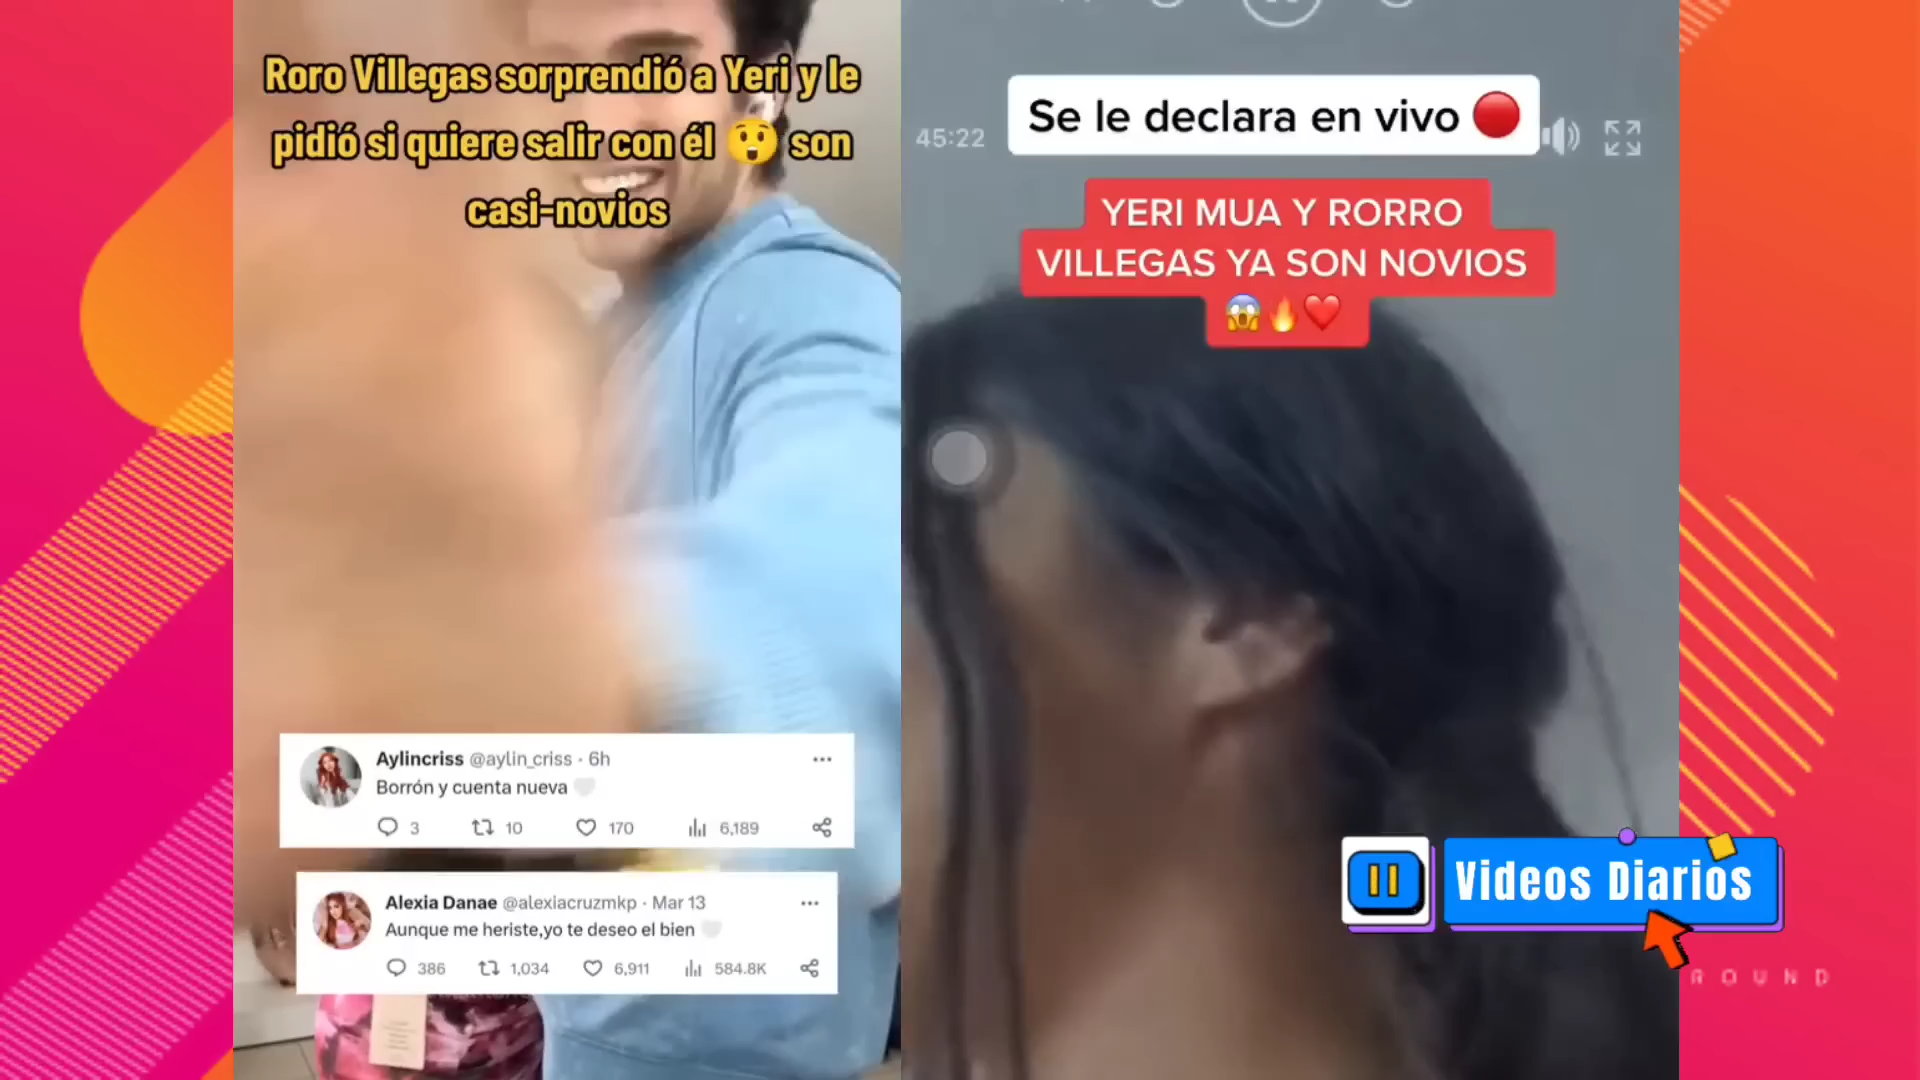 Roro Villegas sorprendió a Yeri y le
pidió si quiere salir con él 😲 son
casi-novios
Aylincriss @aylin_criss · 6h
Borrón y cuenta nueva 🤍
3 10 170 6,189
Alexia Danae @alexiacruzmkp · Mar 13
Aunque me heriste,yo te deseo el bien 🤍
386 1,034 6,911 584.8K
45:22
Se le declara en vivo 🔴
YERI MUA Y RORRO
VILLEGAS YA SON NOVIOS
😱🔥❤️
Videos Diarios
ROUND